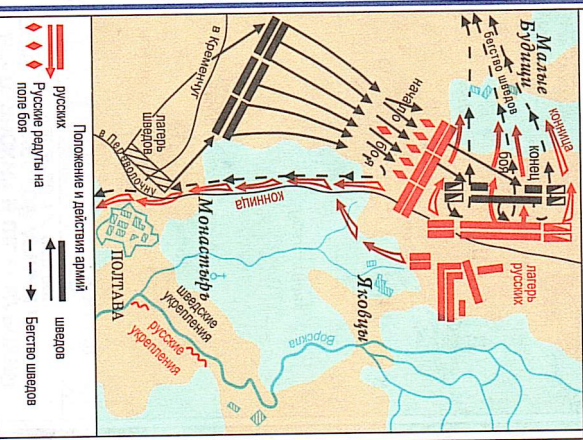 Малые
Будищи
бегство шведов
конница
конец
боя
начало
боя
в Кременчуг
лагерь
шведов
в Переволочну
конница
лагерь
русских
Яковцы
Монастырь
Ворскла
шведские
укрепления
русские
укрепления
ПОЛТАВА
Положение и действия армий
русских
шведов
Русские редуты на
поле боя
Бегство шведов